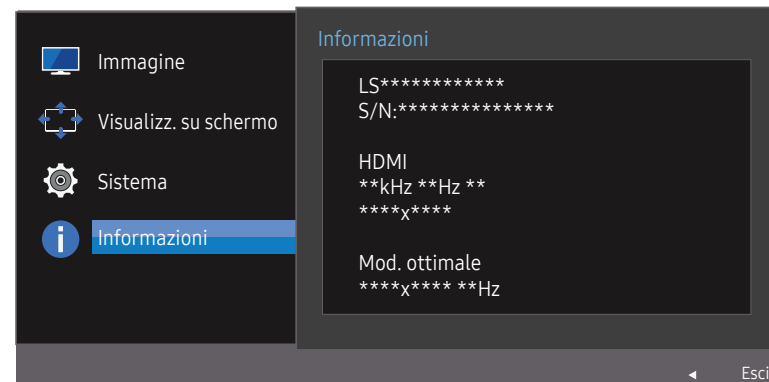 Immagine
Visualizz. su schermo
Sistema
Informazioni
Informazioni
LS************
S/N:***************
HDMI
**kHz **Hz **
****x****
Mod. ottimale
****x**** **Hz
Esci